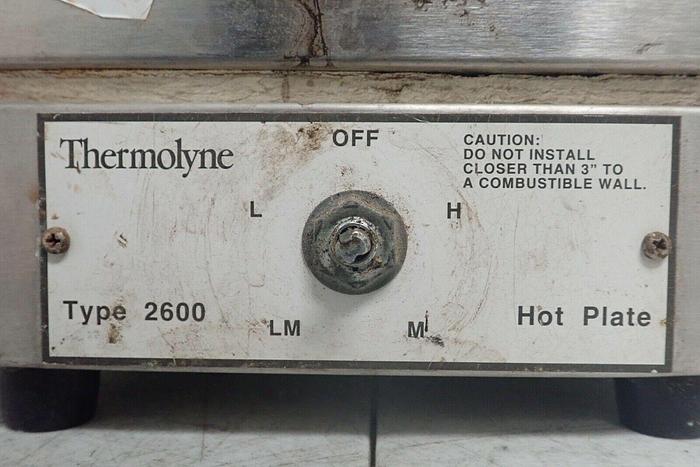 Thermolyne
OFF
CAUTION:
DO NOT INSTALL
CLOSER THAN 3" TO
A COMBUSTIBLE WALL.
L
H
Type 2600
LM
M
Hot Plate